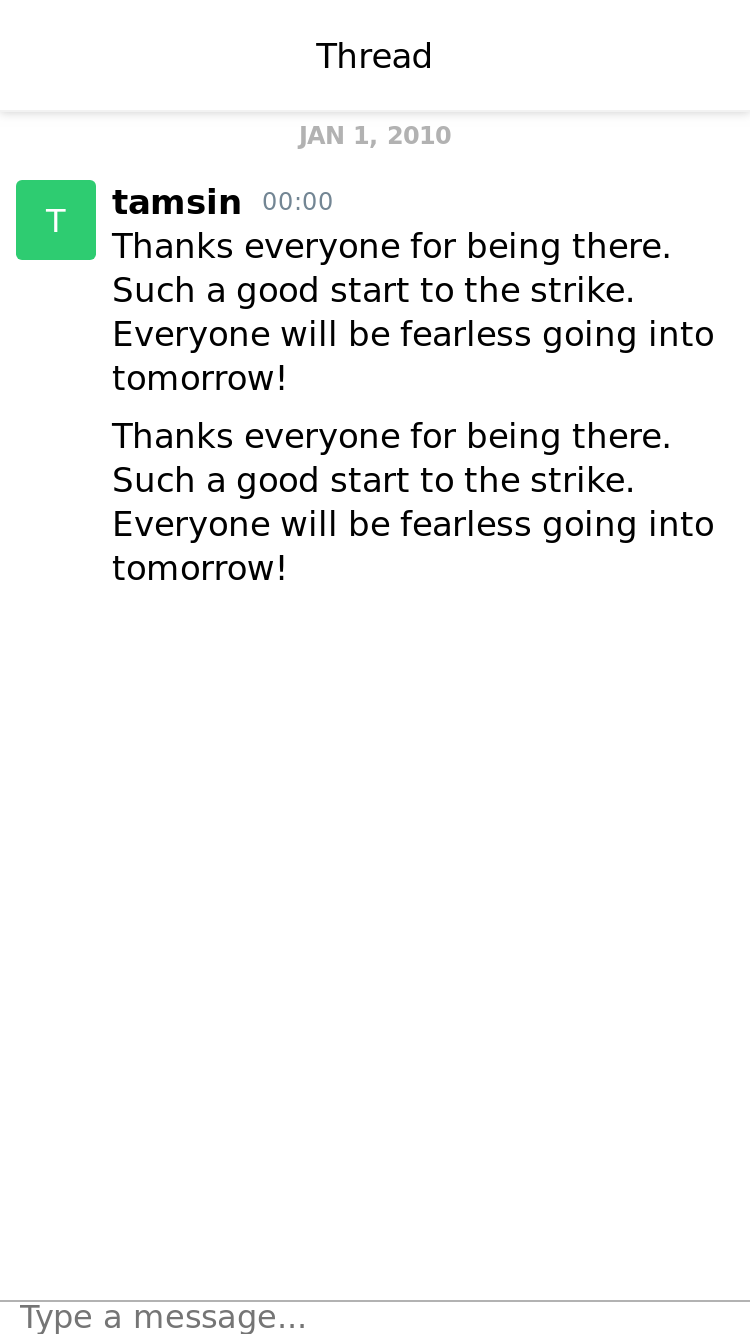 Thread
JAN 1, 2010
T
tamsin 00:00
Thanks everyone for being there.
Such a good start to the strike.
Everyone will be fearless going into
tomorrow!
Thanks everyone for being there.
Such a good start to the strike.
Everyone will be fearless going into
tomorrow!
Type a message...